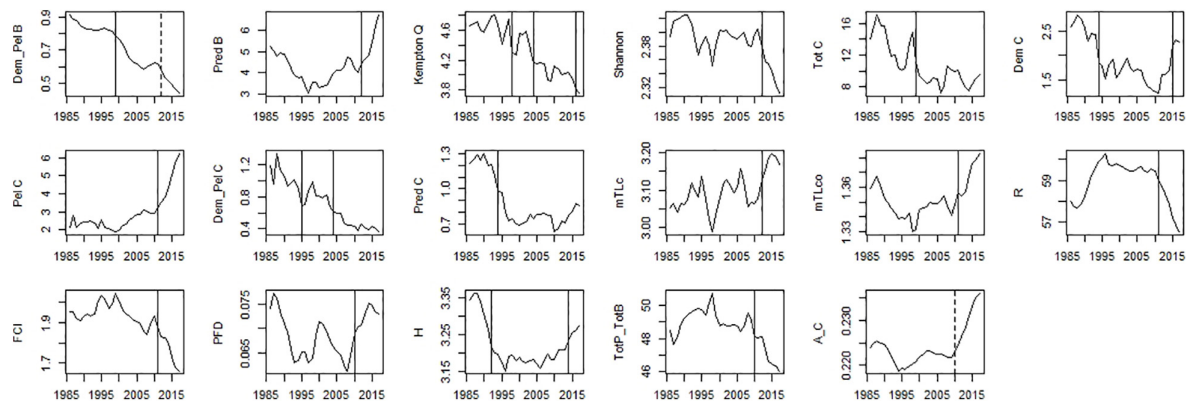 Dem_Pel B
0.5 0.6 0.7 0.8 0.9
1985 1995 2005 2015
Pred B
3 4 5 6
1985 1995 2005 2015
Kempton Q
3.8 4.2 4.6
1985 1995 2005 2015
Shannon
2.32 2.38
1985 1995 2005 2015
Tot C
8 10 12 16
1985 1995 2005 2015
Dem C
1.5 2.5
1985 1995 2005 2015
Pel C
2 3 4 5 6
1985 1995 2005 2015
Dem_Pel C
0.4 0.8 1.2
1985 1995 2005 2015
Pred C
0.7 0.9 1.1 1.3
1985 1995 2005 2015
mTLc
3.00 3.10 3.20
1985 1995 2005 2015
mTLco
1.33 1.36
1985 1995 2005 2015
R
57 59
1985 1995 2005 2015
FCI
1.7 1.9
1985 1995 2005 2015
PFD
0.065 0.075
1985 1995 2005 2015
H
3.15 3.25 3.35
1985 1995 2005 2015
TotP_TotB
46 48 50
1985 1995 2005 2015
A_C
0.220 0.230
1985 1995 2005 2015